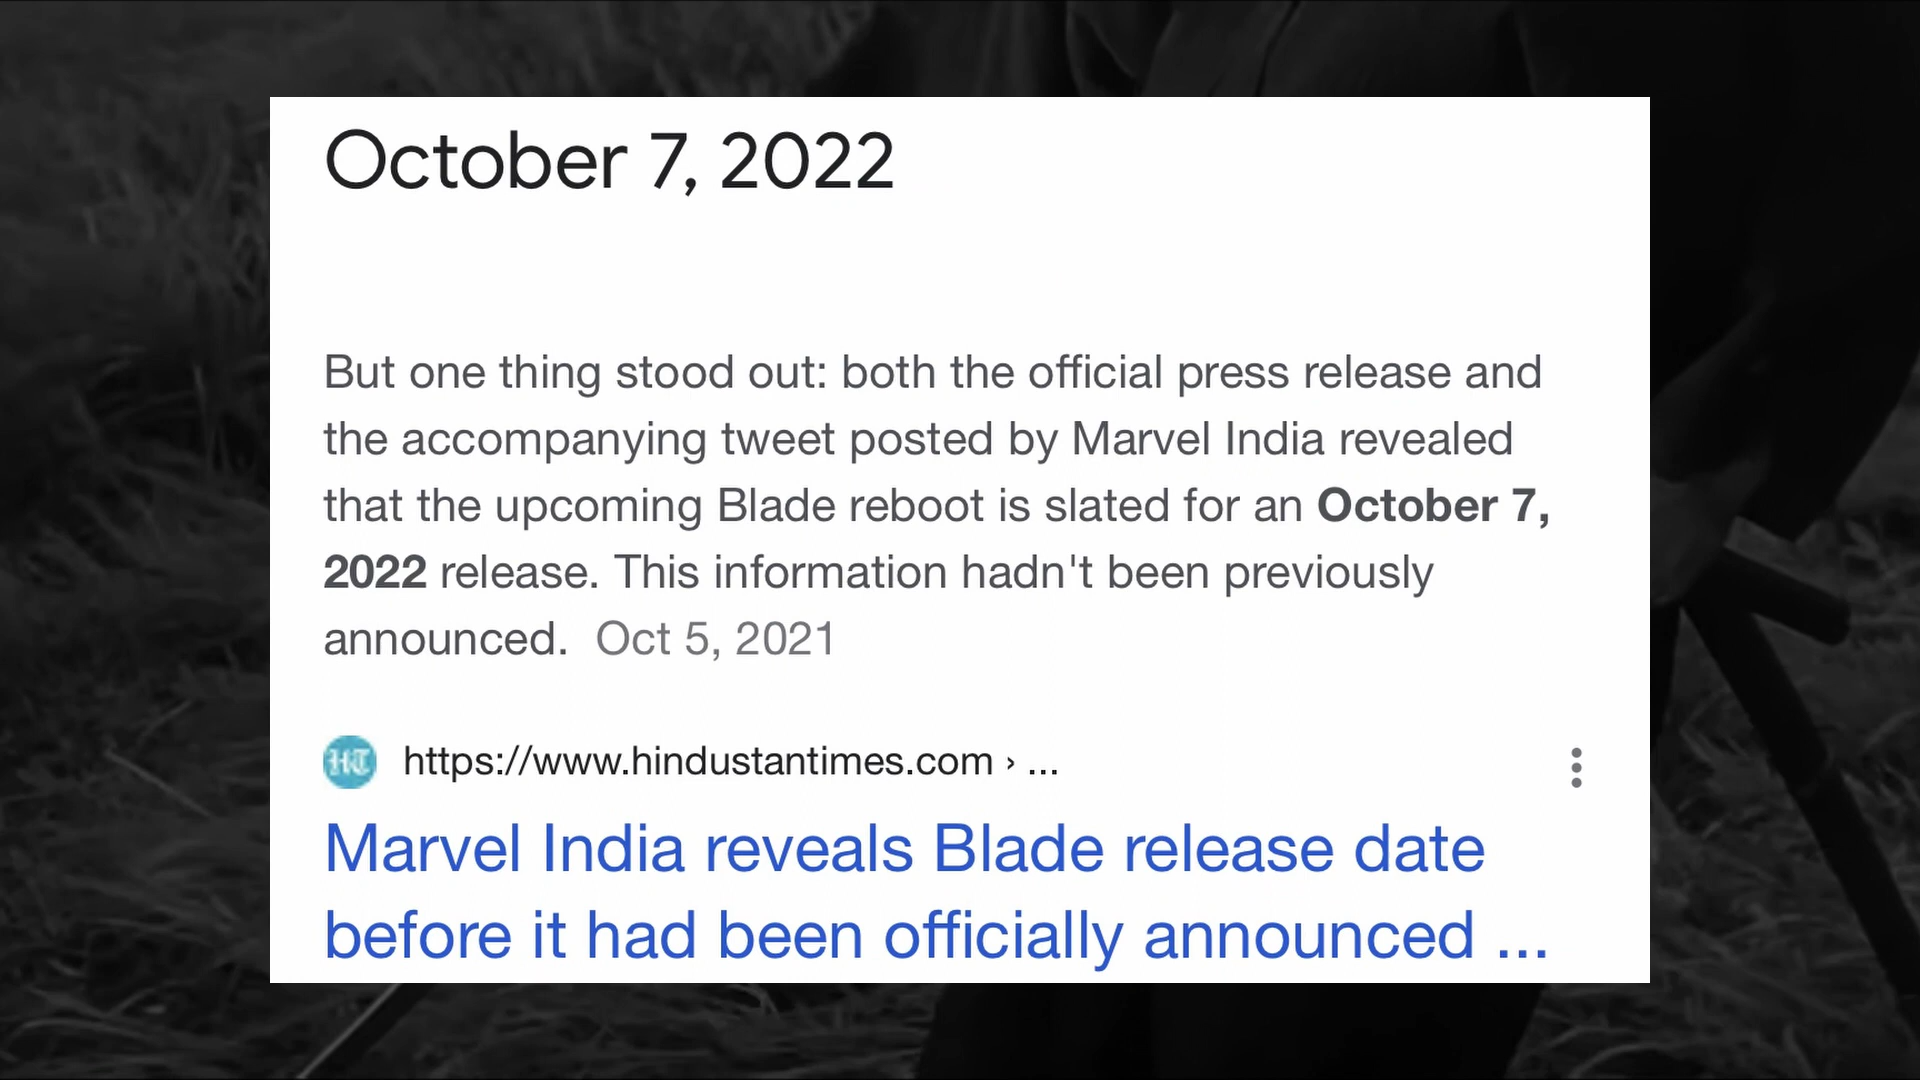 October 7, 2022
But one thing stood out: both the official press release and
the accompanying tweet posted by Marvel India revealed
that the upcoming Blade reboot is slated for an October 7,
2022 release. This information hadn't been previously
announced. Oct 5, 2021
HT https://www.hindustantimes.com › ...
Marvel India reveals Blade release date
before it had been officially announced ...